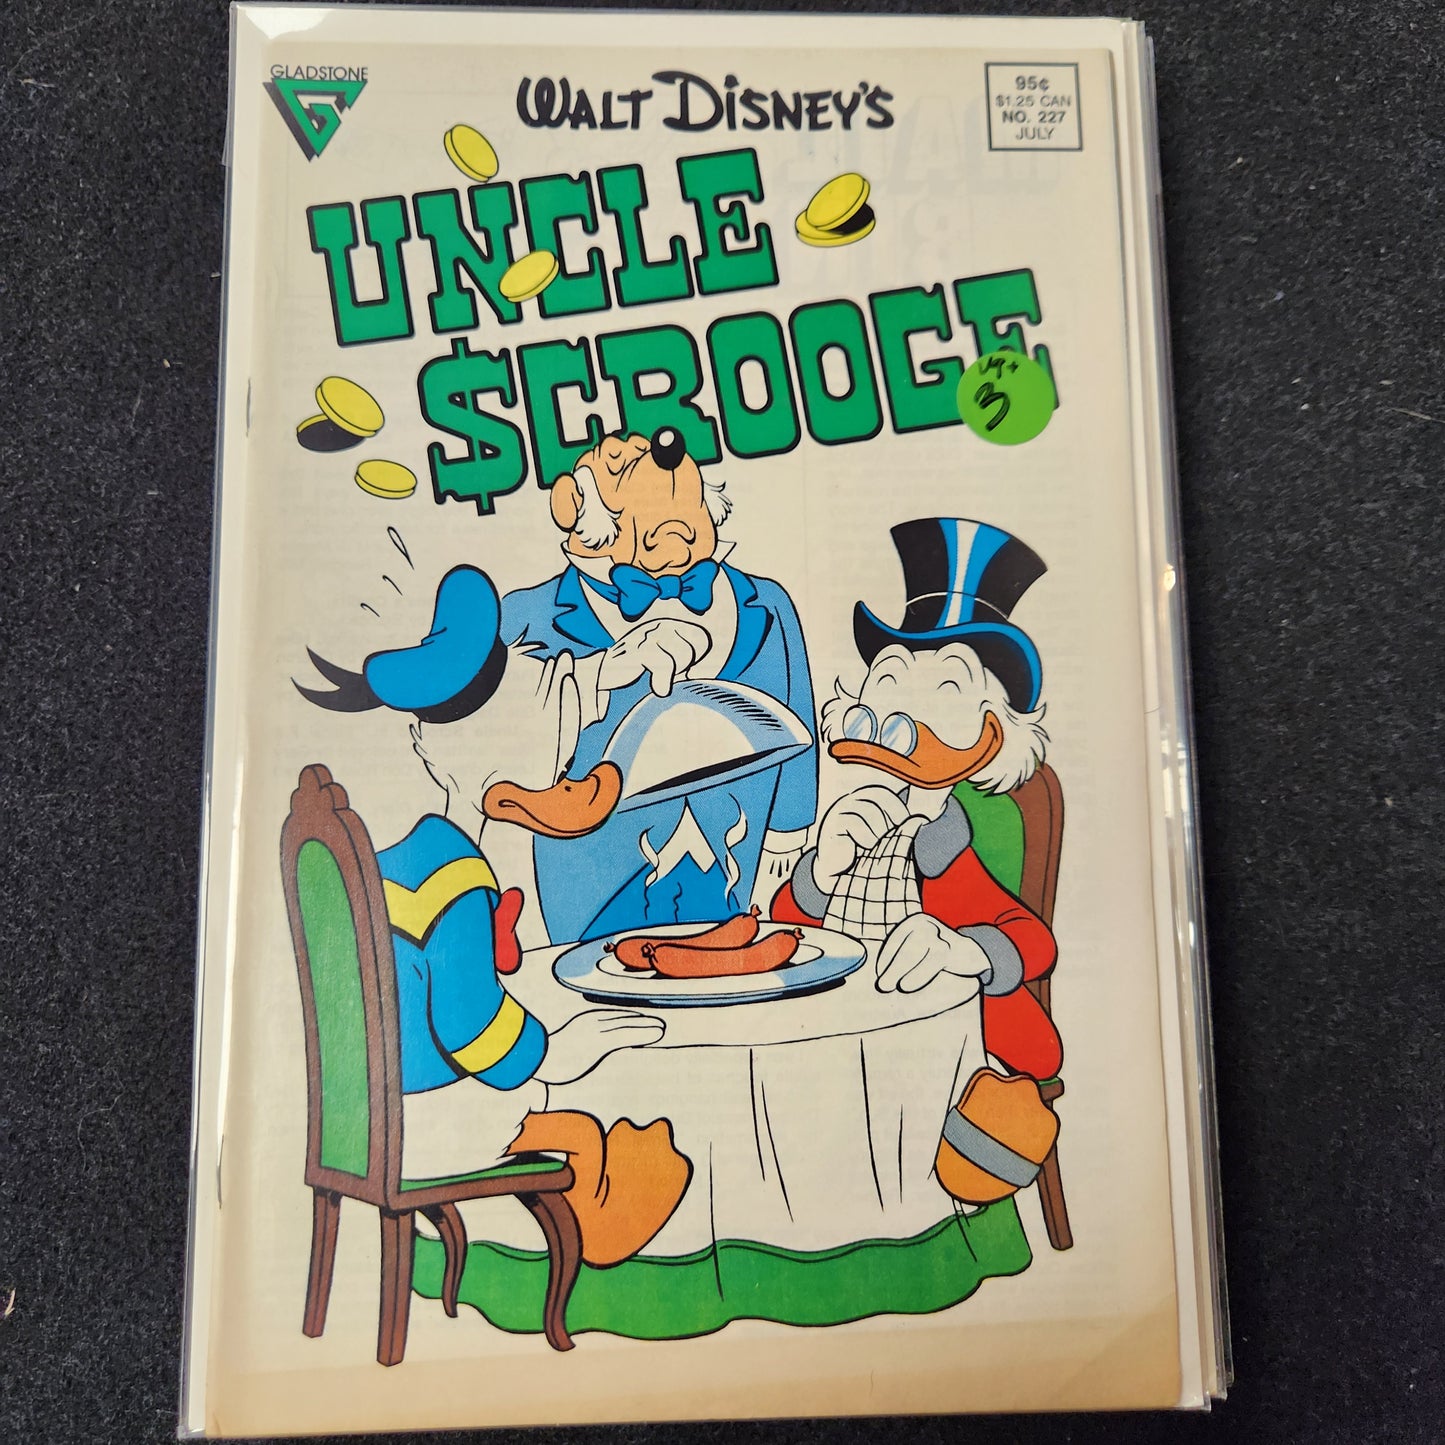 GLADSTONE
G
WALT DISNEY'S
95¢
$1.25 CAN
NO. 227
JULY
UNCLE
$CROOGE
3